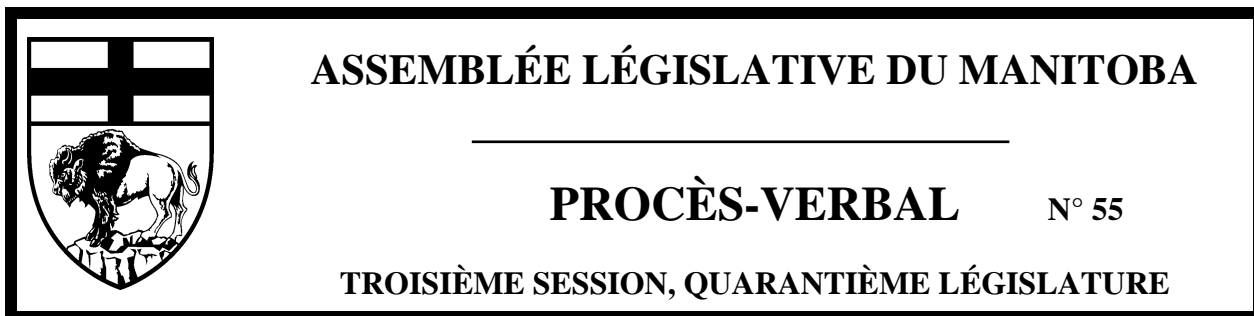 ASSEMBLÉE LÉGISLATIVE DU MANITOBA
PROCÈS-VERBAL N° 55
TROISIÈME SESSION, QUARANTIÈME LÉGISLATURE